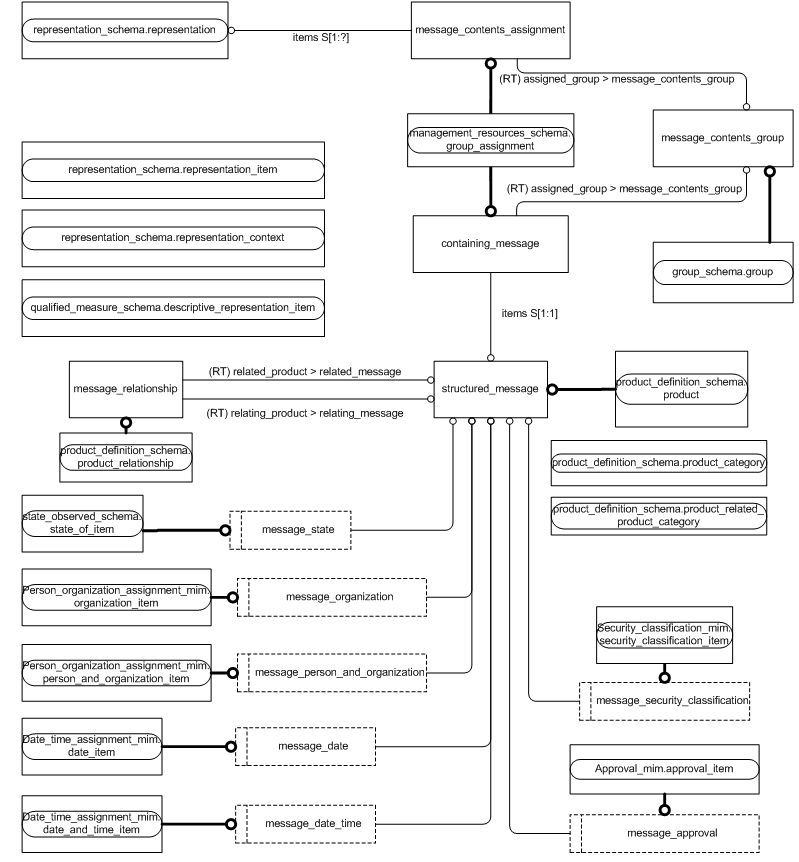 representation_schema.representation
items S[1:?]
message_contents_assignment
(RT) assigned_group > message_contents_group
management_resources_schema.
group_assignment
message_contents_group
representation_schema.representation_item
(RT) assigned_group > message_contents_group
representation_schema.representation_context
containing_message
group_schema.group
qualified_measure_schema.descriptive_representation_item
items S[1:1]
message_relationship
(RT) related_product > related_message
(RT) relating_product > relating_message
structured_message
product_definition_schema.
product
product_definition_schema.
product_relationship
product_definition_schema.product_category
product_definition_schema.product_related_
product_category
state_observed_schema.
state_of_item
message_state
Person_organization_assignment_mim.
organization_item
message_organization
Security_classification_mim.
security_classification_item
Person_organization_assignment_mim.
person_and_organization_item
message_person_and_organization
message_security_classification
Date_time_assignment_mim.
date_item
message_date
Approval_mim.approval_item
Date_time_assignment_mim.
date_and_time_item
message_date_time
message_approval